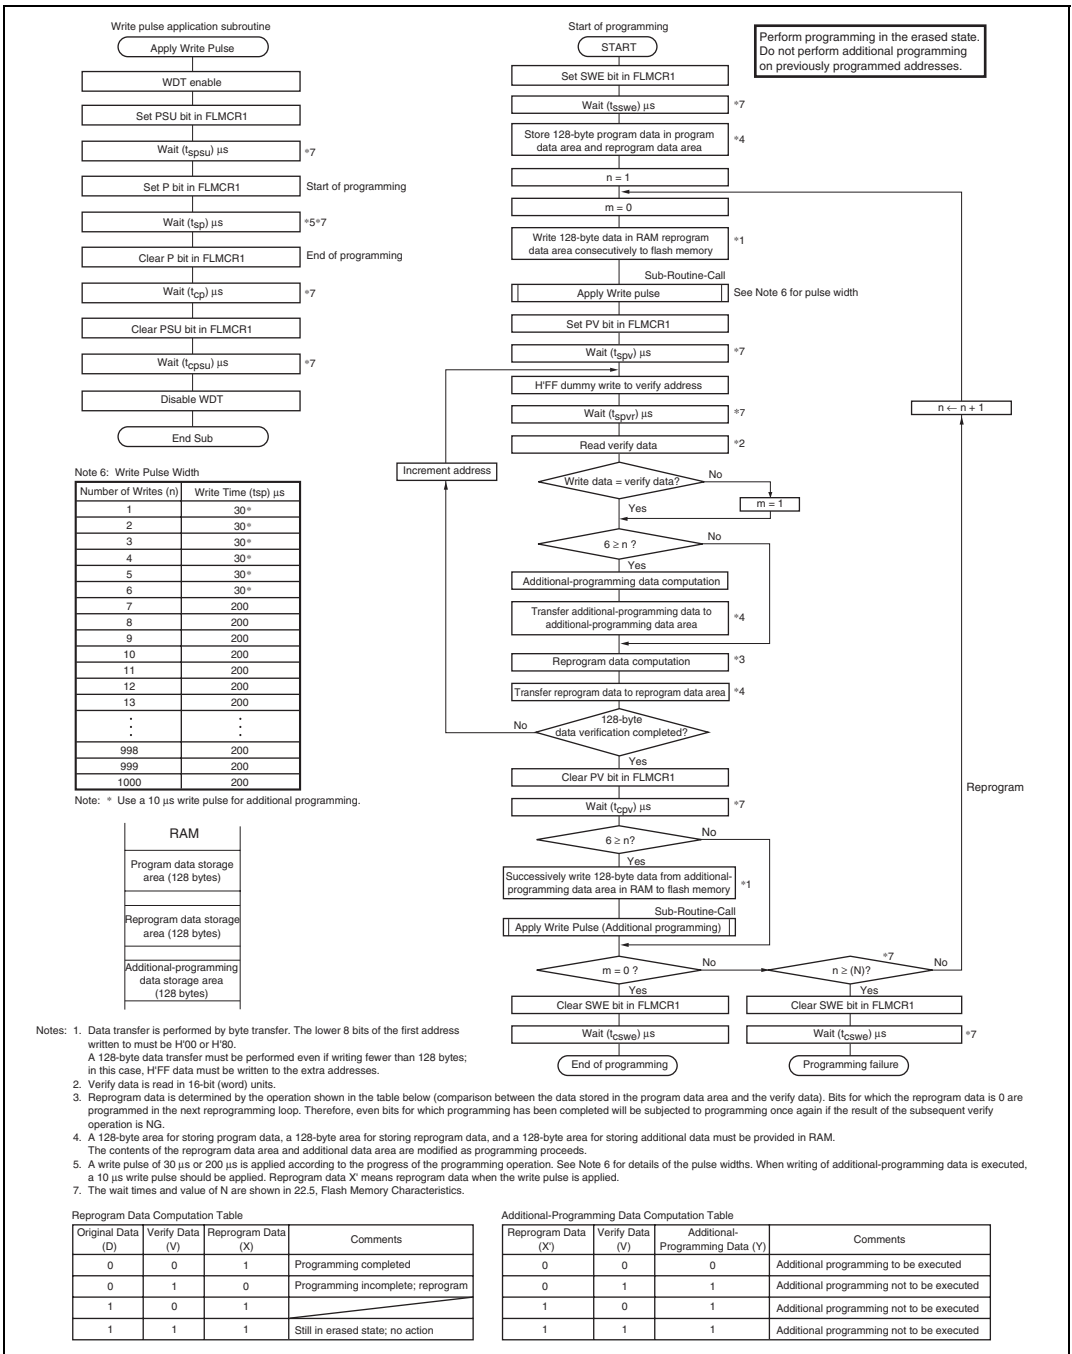 Write pulse application subroutine
Apply Write Pulse
WDT enable
Set PSU bit in FLMCR1
Wait (tspsu) μs
*7
Set P bit in FLMCR1
Start of programming
Wait (tsp) μs
*5*7
Clear P bit in FLMCR1
End of programming
Wait (tcp) μs
*7
Clear PSU bit in FLMCR1
Wait (tcpsu) μs
*7
Disable WDT
End Sub
Note 6: Write Pulse Width
Number of Writes (n) Write Time (tsp) μs
1 30*
2 30*
3 30*
4 30*
5 30*
6 30*
7 200
8 200
9 200
10 200
11 200
12 200
13 200
998 200
999 200
1000 200
Note: * Use a 10 μs write pulse for additional programming.
RAM
Program data storage
area (128 bytes)
Reprogram data storage
area (128 bytes)
Additional-programming
data storage area
(128 bytes)
Start of programming
START
Perform programming in the erased state.
Do not perform additional programming
on previously programmed addresses.
Set SWE bit in FLMCR1
Wait (tsswe) μs
*7
Store 128-byte program data in program
data area and reprogram data area
*4
n = 1
m = 0
Write 128-byte data in RAM reprogram
data area consecutively to flash memory
*1
Sub-Routine-Call
Apply Write pulse
See Note 6 for pulse width
Set PV bit in FLMCR1
Wait (tspv) μs
*7
H'FF dummy write to verify address
Wait (tspvr) μs
*7
Read verify data
*2
Increment address
n ← n + 1
Write data = verify data?
No
m = 1
Yes
6 ≥ n ?
No
Yes
Additional-programming data computation
Transfer additional-programming data to
additional-programming data area
*4
Reprogram data computation
*3
Transfer reprogram data to reprogram data area
*4
128-byte
data verification completed?
No
Yes
Clear PV bit in FLMCR1
Reprogram
Wait (tcpv) μs
*7
6 ≥ n?
No
Yes
Successively write 128-byte data from additional-
programming data area in RAM to flash memory
*1
Sub-Routine-Call
Apply Write Pulse (Additional programming)
m = 0 ?
No
*7
n ≥ (N)?
No
Yes
Yes
Clear SWE bit in FLMCR1
Clear SWE bit in FLMCR1
Wait (tcswe) μs
Wait (tcswe) μs
*7
End of programming
Programming failure
Notes: 1. Data transfer is performed by byte transfer. The lower 8 bits of the first address
written to must be H'00 or H'80.
A 128-byte data transfer must be performed even if writing fewer than 128 bytes;
in this case, H'FF data must be written to the extra addresses.
2. Verify data is read in 16-bit (word) units.
3. Reprogram data is determined by the operation shown in the table below (comparison between the data stored in the program data area and the verify data). Bits for which the reprogram data is 0 are
programmed in the next reprogramming loop. Therefore, even bits for which programming has been completed will be subjected to programming once again if the result of the subsequent verify
operation is NG.
4. A 128-byte area for storing program data, a 128-byte area for storing reprogram data, and a 128-byte area for storing additional data must be provided in RAM.
The contents of the reprogram data area and additional data area are modified as programming proceeds.
5. A write pulse of 30 μs or 200 μs is applied according to the progress of the programming operation. See Note 6 for details of the pulse widths. When writing of additional-programming data is executed,
a 10 μs write pulse should be applied. Reprogram data X' means reprogram data when the write pulse is applied.
7. The wait times and value of N are shown in 22.5, Flash Memory Characteristics.
Reprogram Data Computation Table
Original Data (D) Verify Data (V) Reprogram Data (X) Comments
0 0 1 Programming completed
0 1 0 Programming incomplete; reprogram
1 0 1
1 1 1 Still in erased state; no action
Additional-Programming Data Computation Table
Reprogram Data (X') Verify Data (V) Additional-Programming Data (Y) Comments
0 0 0 Additional programming to be executed
0 1 1 Additional programming not to be executed
1 0 1 Additional programming not to be executed
1 1 1 Additional programming not to be executed